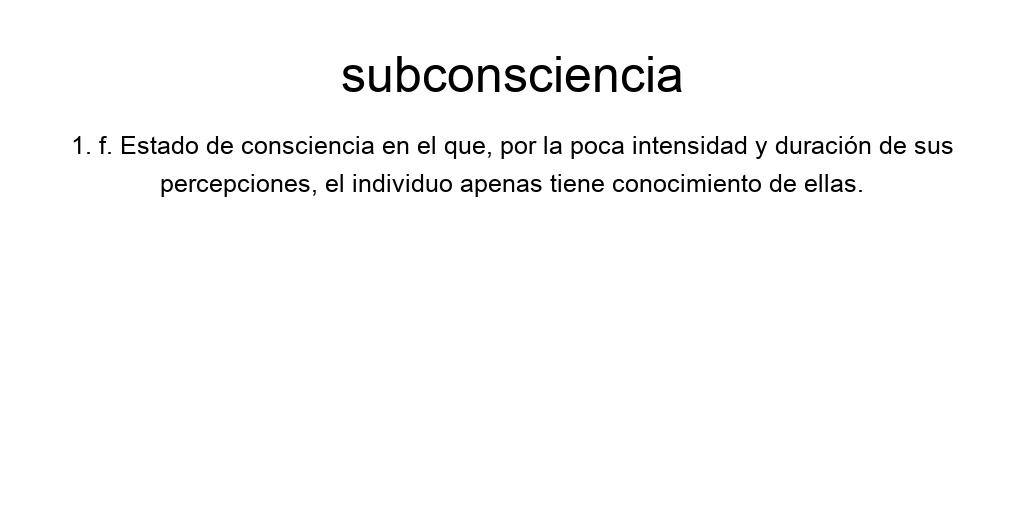 subconsciencia
1. f. Estado de consciencia en el que, por la poca intensidad y duración de sus
percepciones, el individuo apenas tiene conocimiento de ellas.